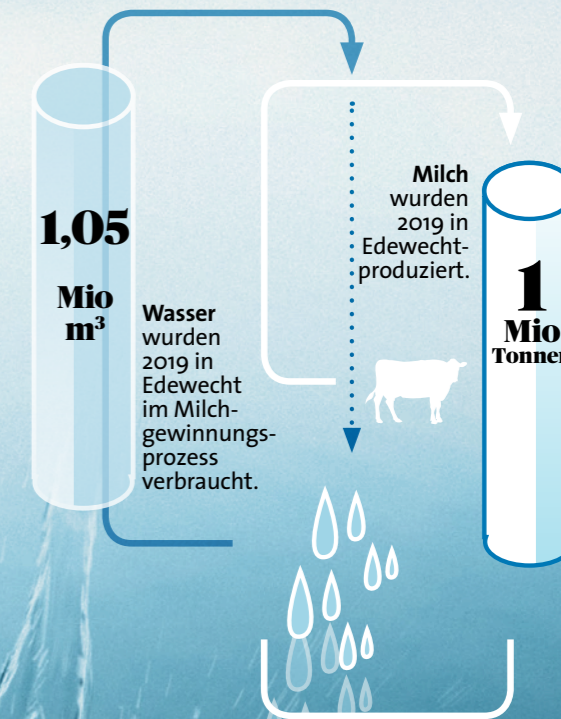 1,05
Mio
m³
Wasser
wurden
2019 in
Edewecht
im Milch-
gewinnungs-
prozess
verbraucht.
Milch
wurden
2019 in
Edewecht-
produziert.
1
Mio
Tonnen